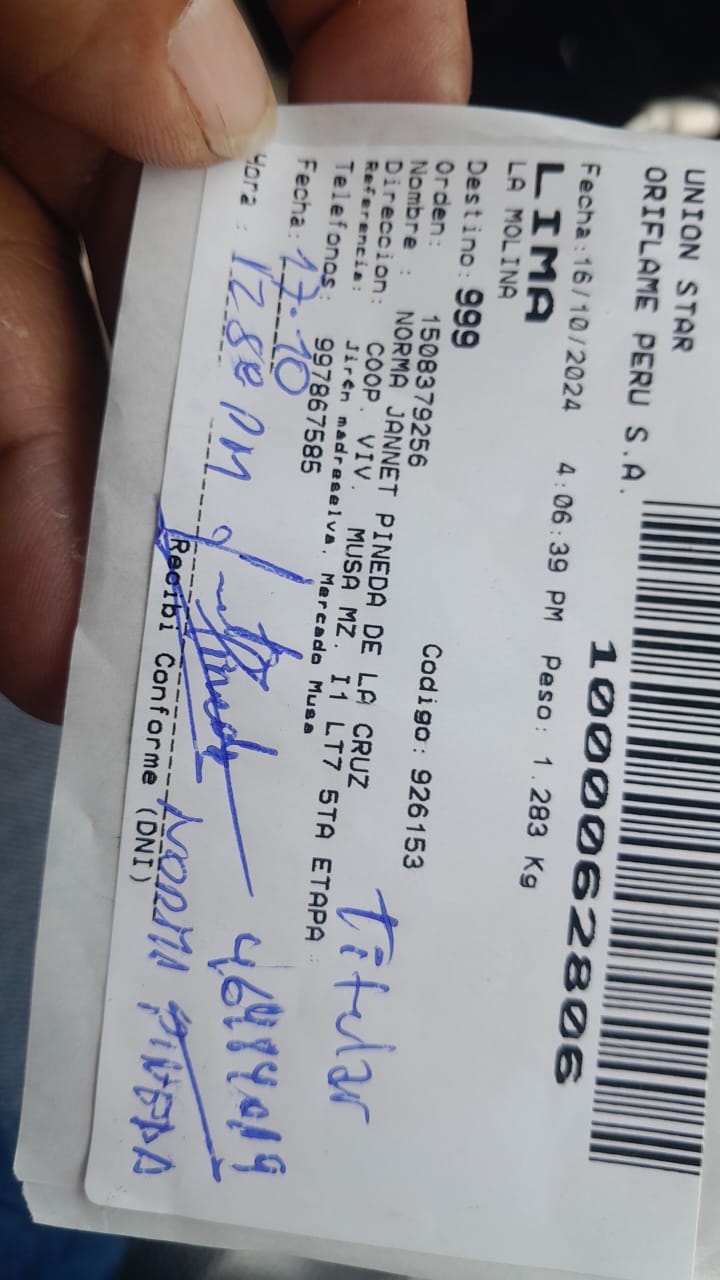 UNION STAR
ORIFLAME PERU S.A.
1000062806
Fecha:16/10/2024 4:06:39 PM Peso: 1.283 Kg
LIMA
LA MOLINA
Destino: 999
Orden: 1508379256 Codigo: 926153
Nombre : NORMA JANNET PINEDA DE LA CRUZ
Direccion: COOP. VIV. MUSA MZ. I1 LT7 5TA ETAPA
Referencia: Jirón madreselva. Mercado Musa
Telefonos: 997867585
titular
Fecha: 17-10
Hora : PM
Recibi Conforme (DNI)
NORMA PINEDA